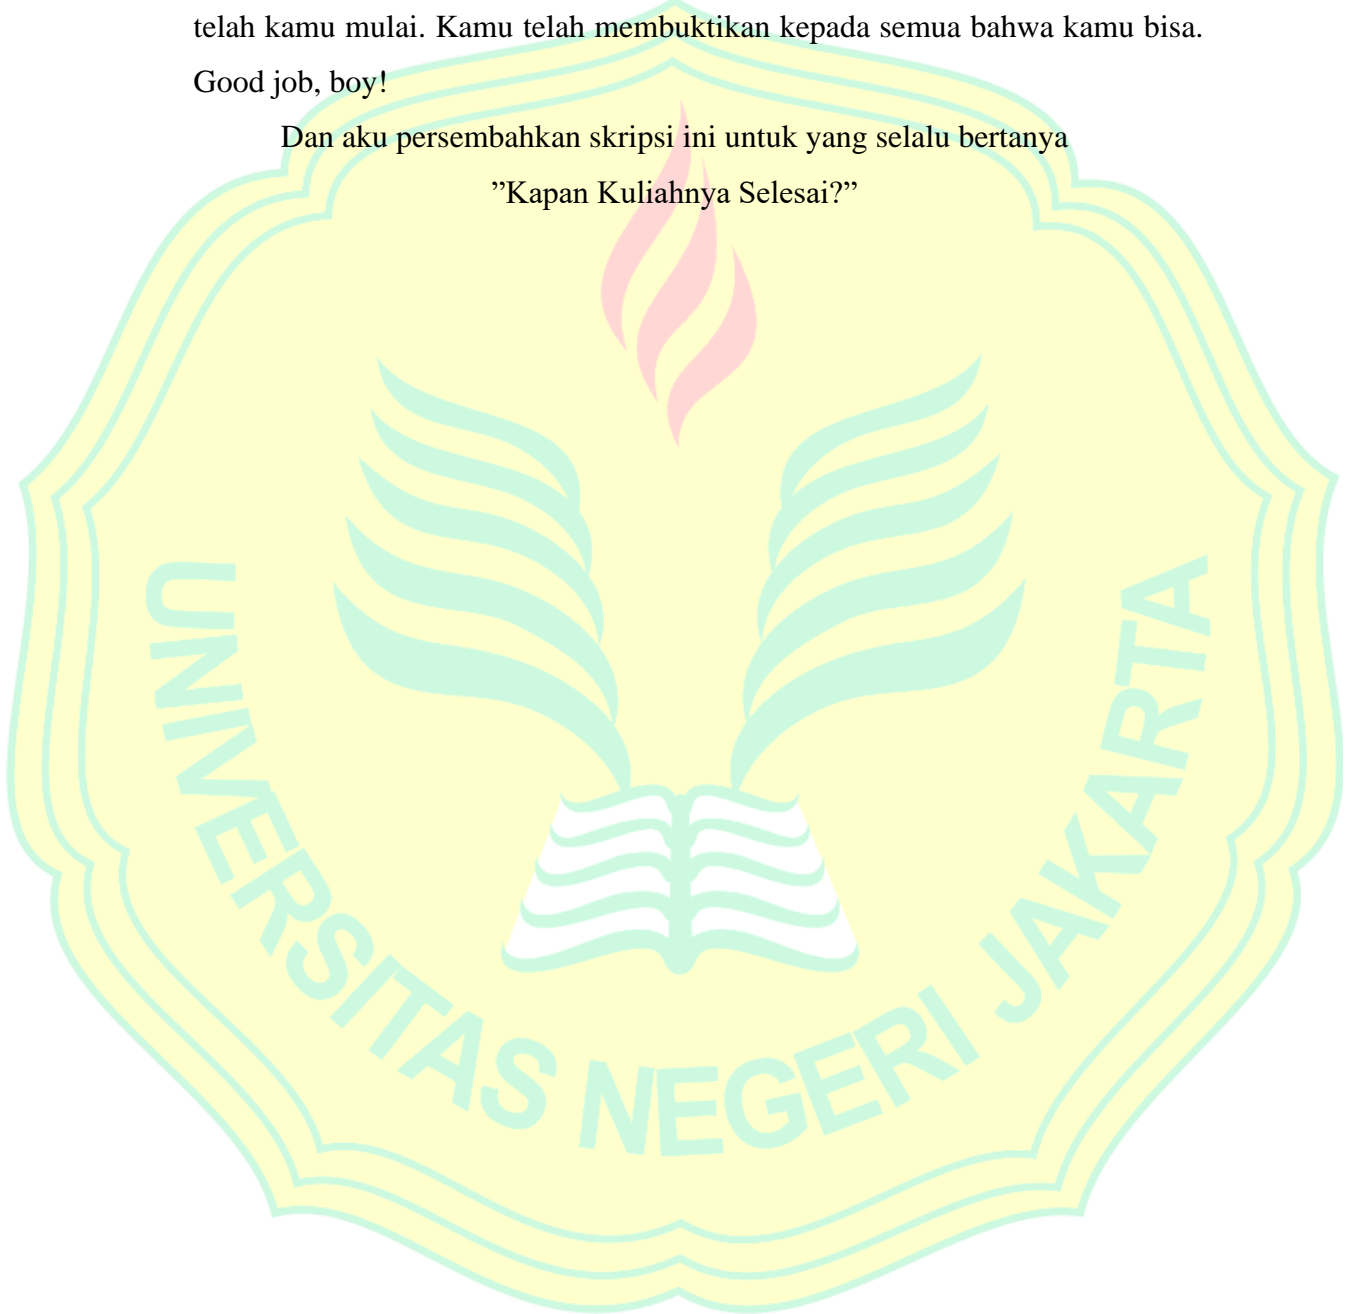 telah kamu mulai. Kamu telah membuktikan kepada semua bahwa kamu bisa.
Good job, boy!
Dan aku persembahkan skripsi ini untuk yang selalu bertanya
”Kapan Kuliahnya Selesai?”
UNIVERSITAS NEGERI JAKARTA